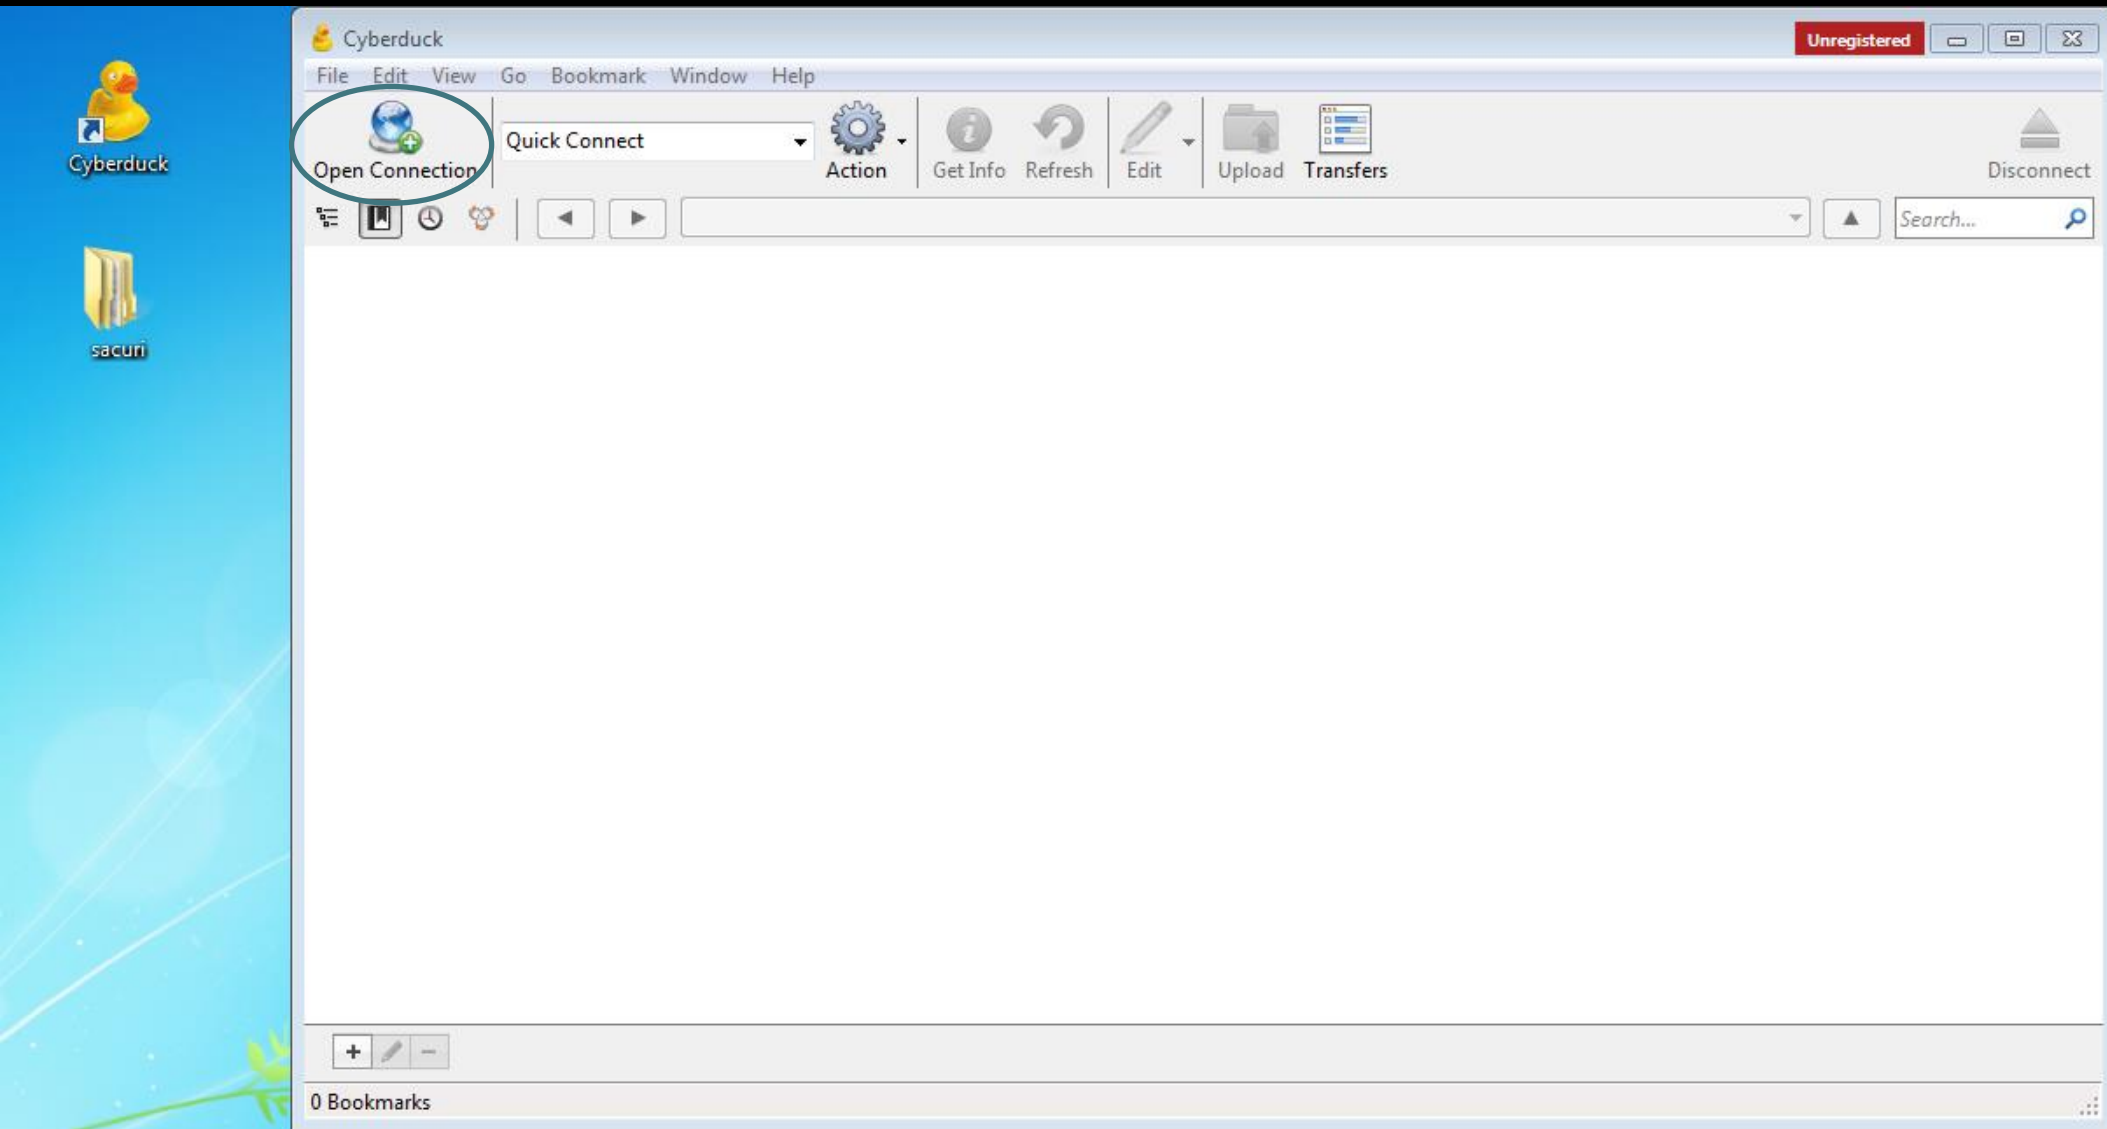 Cyberduck
sacuri
Cyberduck
Unregistered
File Edit View Go Bookmark Window Help
Open Connection
Quick Connect
Action
Get Info
Refresh
Edit
Upload
Transfers
Disconnect
Search...
0 Bookmarks